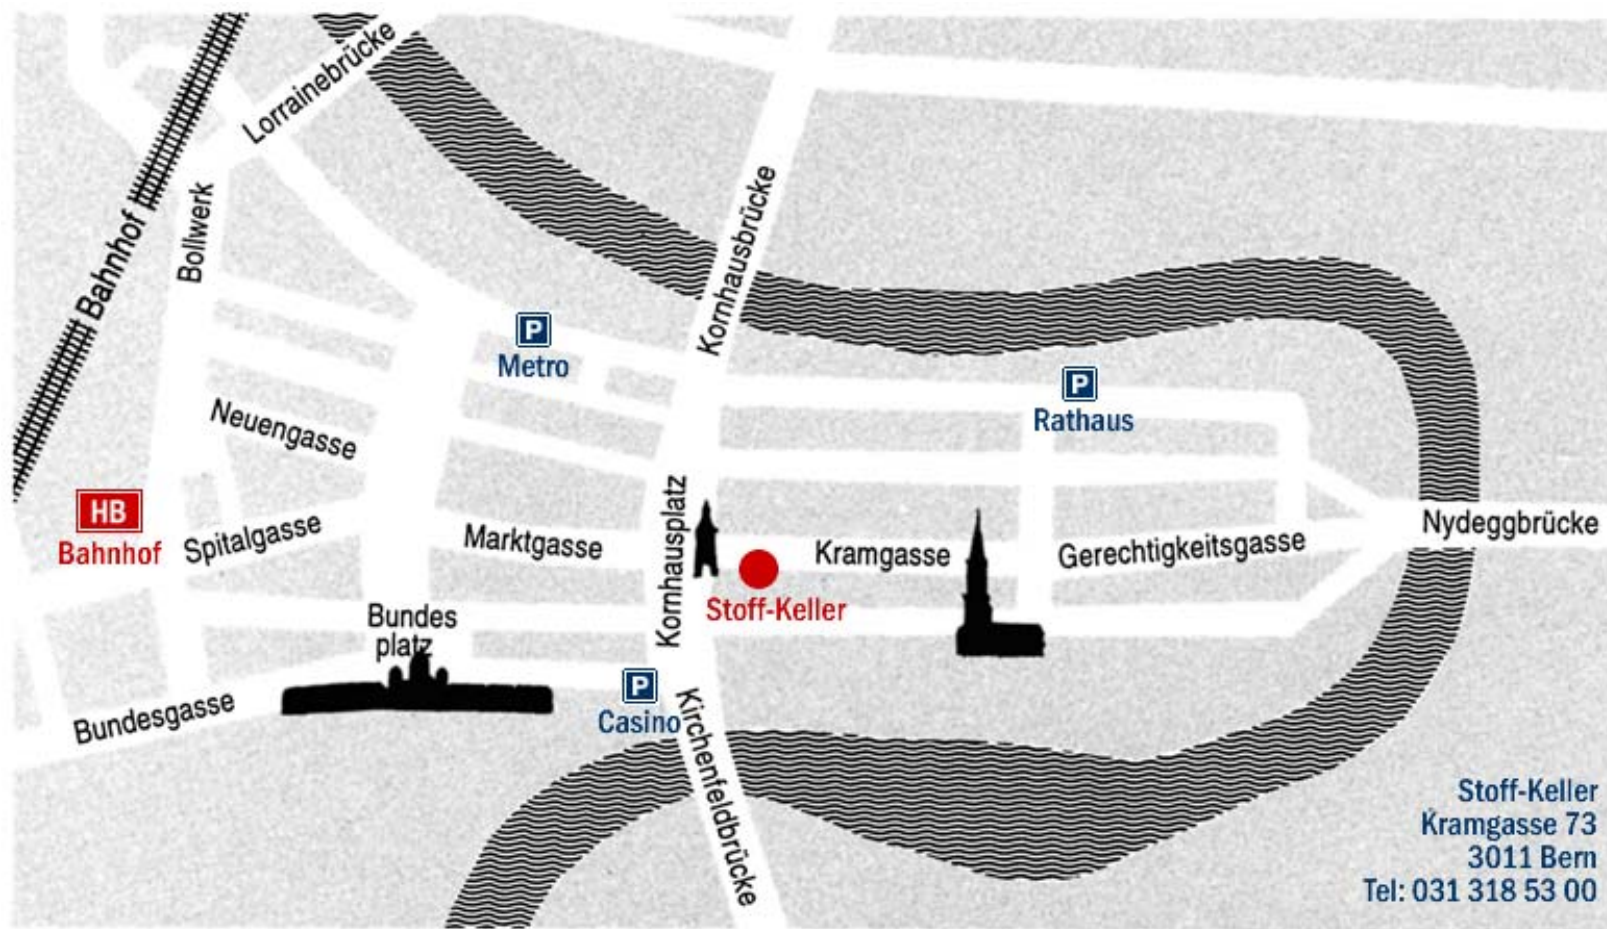 Lorrainebrücke
Bahnhof
Bollwerk
Kornhausbrücke
P
Metro
P
Rathaus
Neuengasse
HB
Bahnhof
Spitalgasse
Marktgasse
Kornhausplatz
Kramgasse
Gerechtigkeitsgasse
Nydeggbrücke
Stoff-Keller
Bundes
platz
P
Casino
Bundesgasse
Kirchenfeldbrücke
Stoff-Keller
Kramgasse 73
3011 Bern
Tel: 031 318 53 00